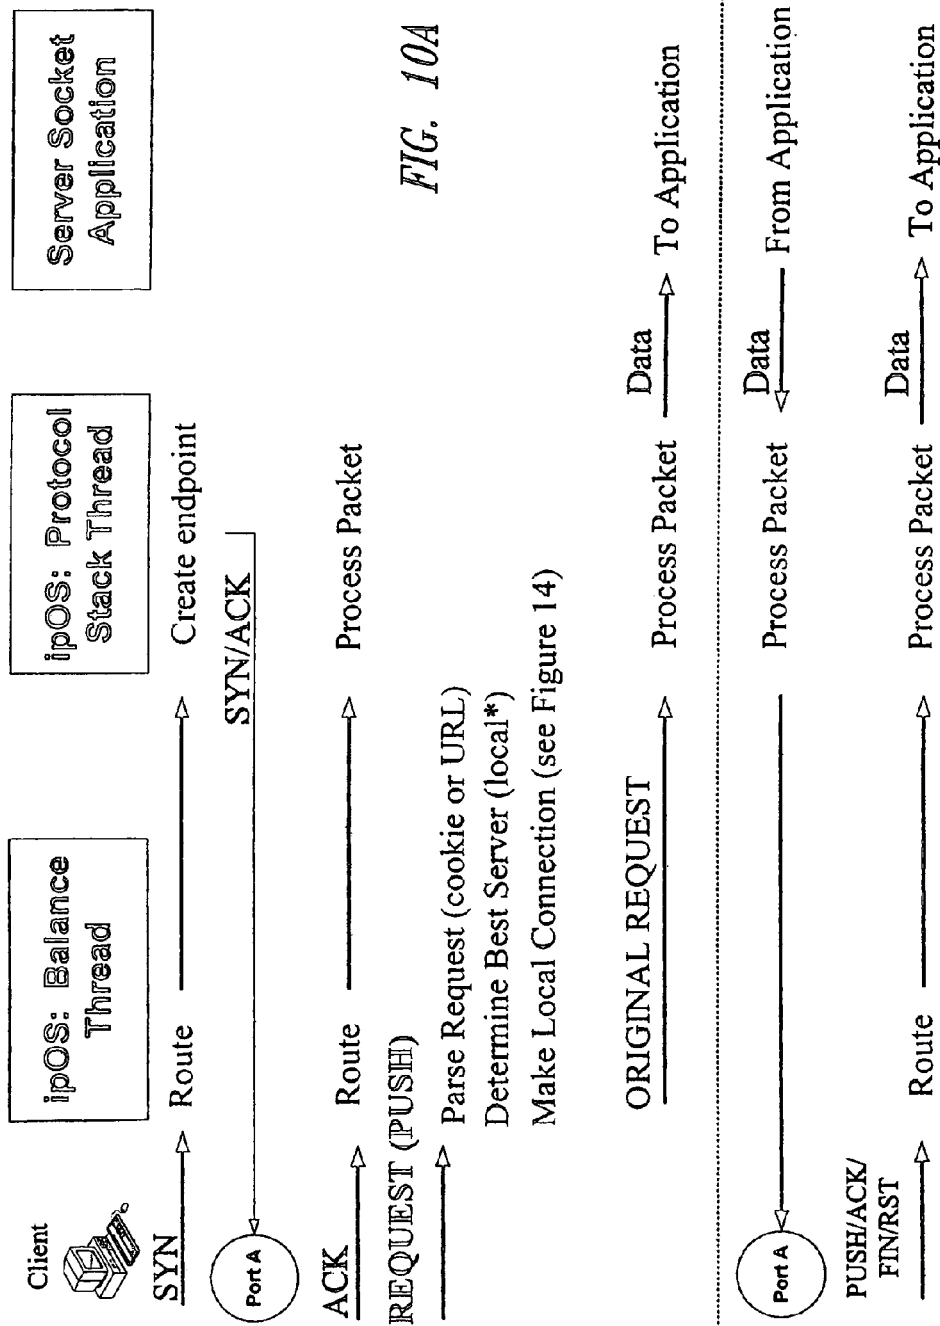 Client
ipOS: Balance
Thread
ipOS: Protocol
Stack Thread
Server Socket
Application
SYN
Route
Create endpoint
SYN/ACK
Port A
ACK
Route
Process Packet
FIG. 10A
REQUEST (PUSH)
Parse Request (cookie or URL)
Determine Best Server (local*)
Make Local Connection (see Figure 14)
ORIGINAL REQUEST
Process Packet
Data
To Application
Port A
Process Packet
Data
From Application
PUSH/ACK/
FIN/RST
Route
Process Packet
Data
To Application